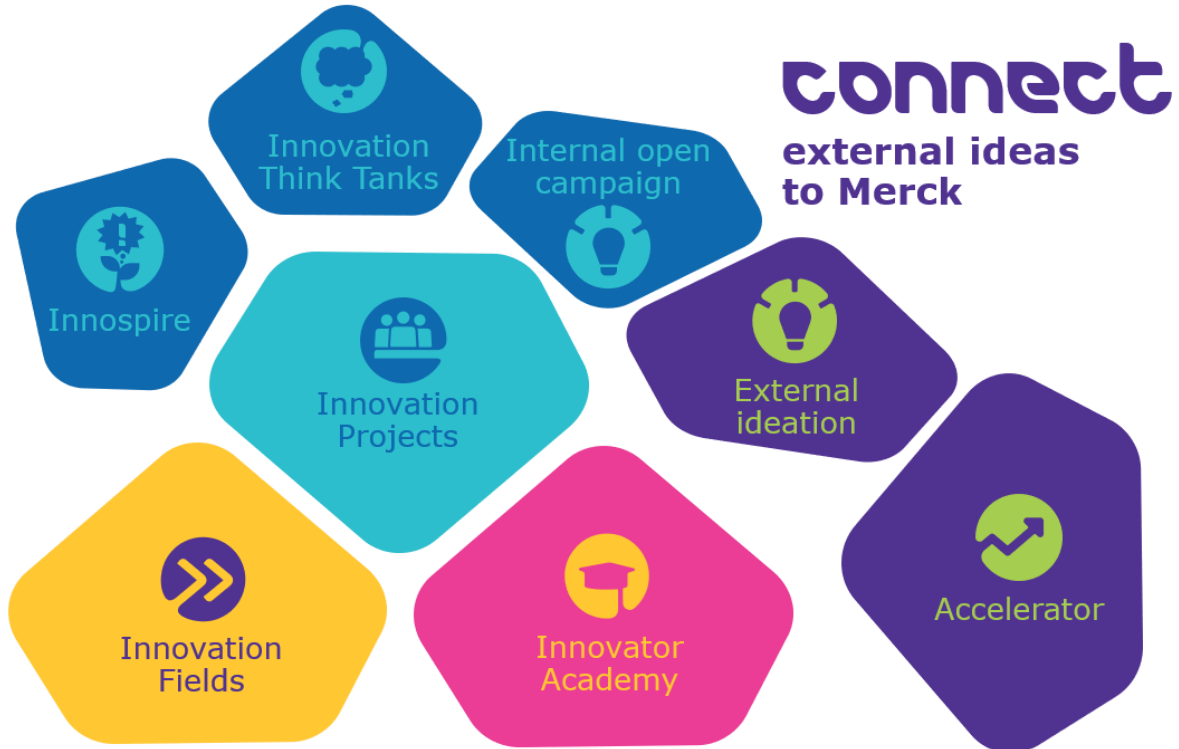 connect
external ideas
to Merck
Innovation
Think Tanks
Internal open
campaign
Innospire
Innovation
Projects
External
ideation
Innovation
Fields
Innovator
Academy
Accelerator